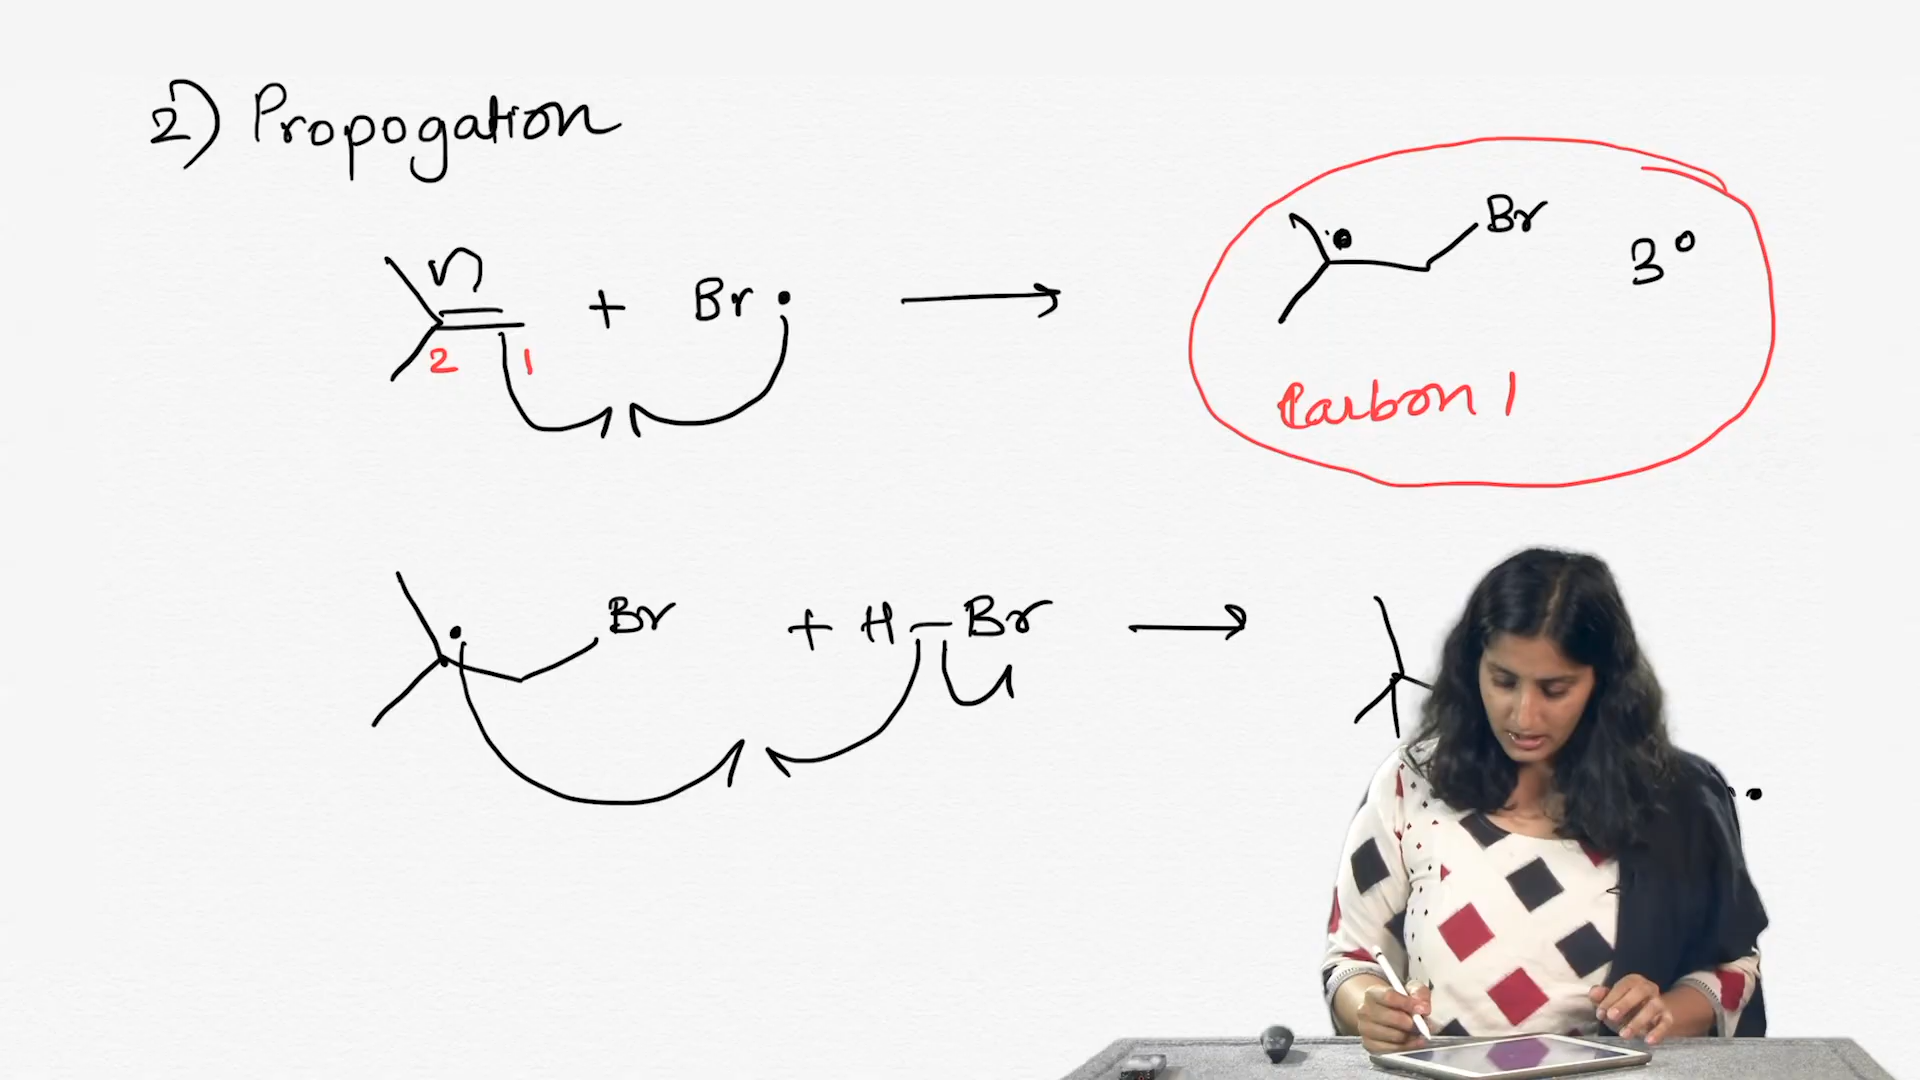 2) Propogation
+ Br• → Br 3°
2 1
Carbon 1
Br + H–Br →